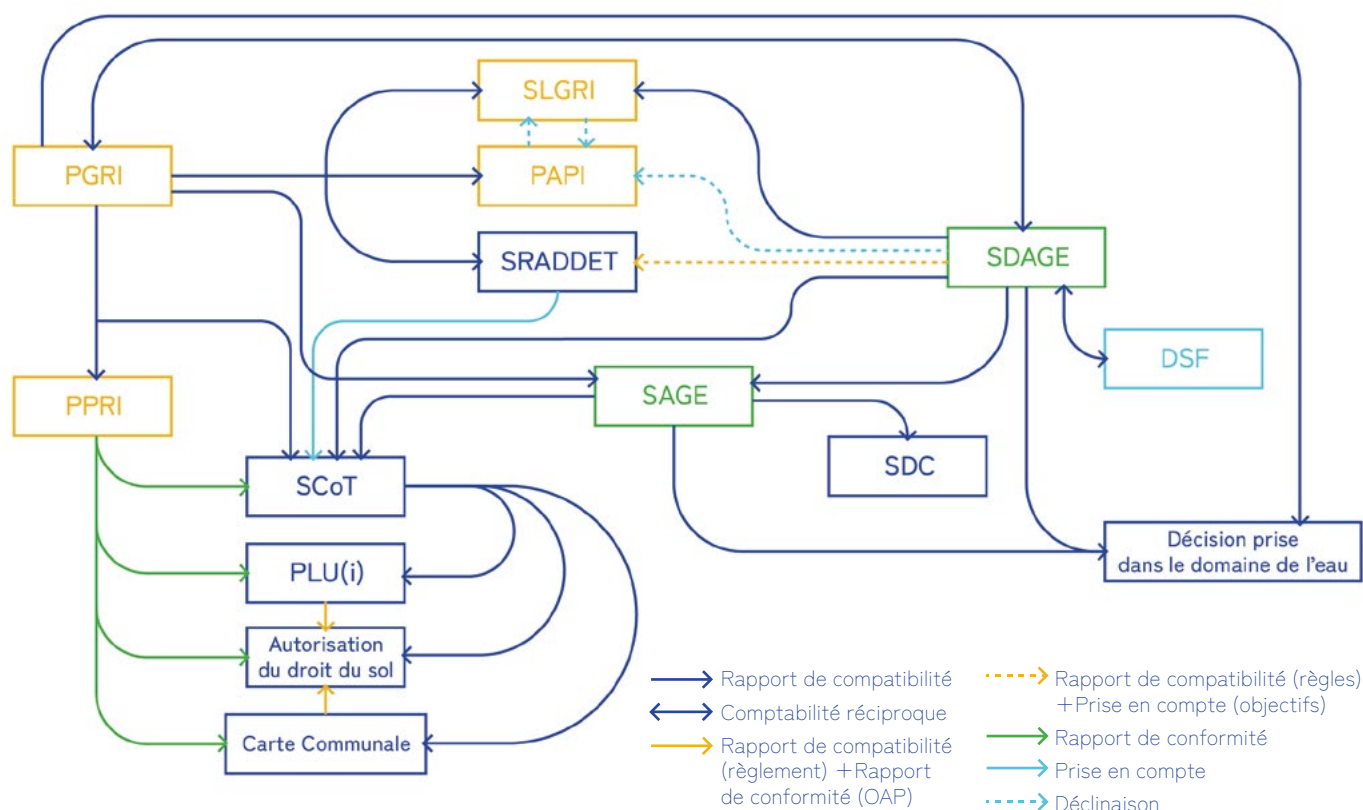 SLGRI
PGRI
PAPI
SRADDET
SDAGE
DSF
PPRI
SAGE
SDC
SCoT
Décision prise
dans le domaine de l'eau
PLU(i)
Autorisation
du droit du sol
Carte Communale
Rapport de compatibilité
Comptabilité réciproque
Rapport de compatibilité
(règlement) +Rapport
de conformité (OAP)
Rapport de compatibilité (règles)
+Prise en compte (objectifs)
Rapport de conformité
Prise en compte
Déclinaison